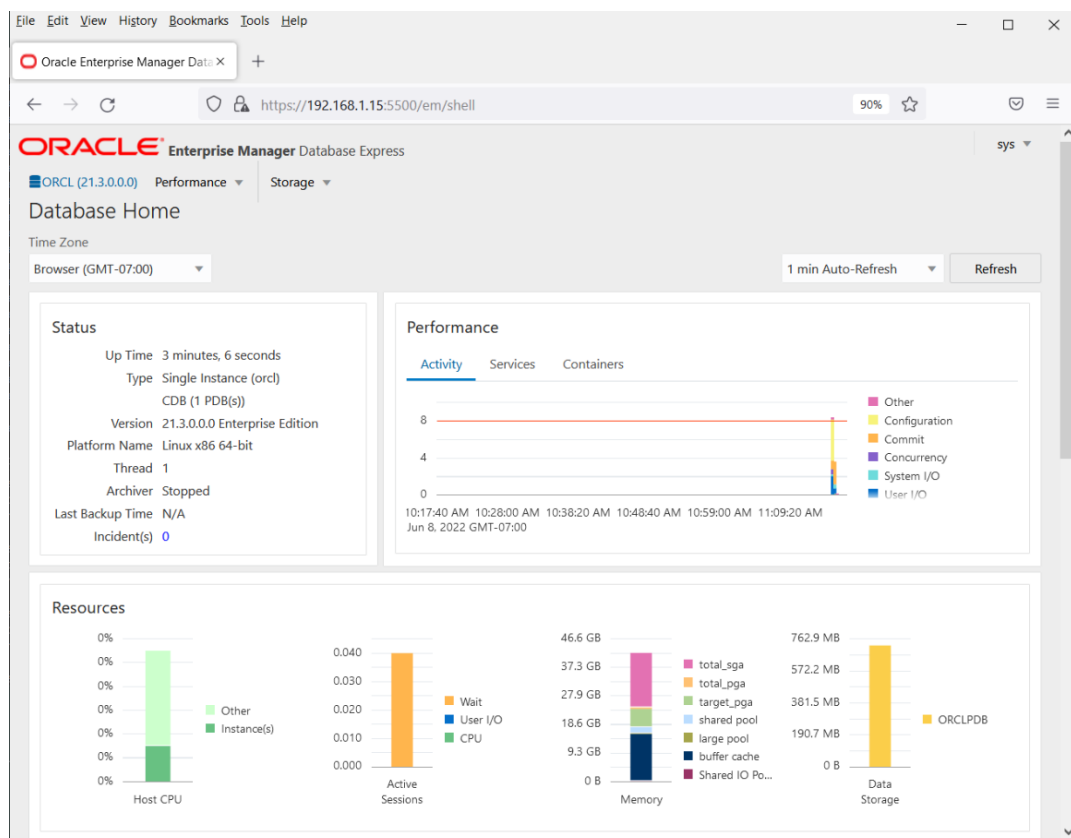 File Edit View History Bookmarks Tools Help
Oracle Enterprise Manager Data
https://192.168.1.15:5500/em/shell
90%
ORACLE Enterprise Manager Database Express
sys
ORCL (21.3.0.0.0) Performance Storage
Database Home
Time Zone
Browser (GMT-07:00)
1 min Auto-Refresh
Refresh
Status
Up Time 3 minutes, 6 seconds
Type Single Instance (orcl)
CDB (1 PDB(s))
Version 21.3.0.0.0 Enterprise Edition
Platform Name Linux x86 64-bit
Thread 1
Archiver Stopped
Last Backup Time N/A
Incident(s) 0
Performance
Activity Services Containers
8
4
0
10:17:40 AM 10:28:00 AM 10:38:20 AM 10:48:40 AM 10:59:00 AM 11:09:20 AM
Jun 8, 2022 GMT-07:00
Other
Configuration
Commit
Concurrency
System I/O
User I/O
Resources
0%
0%
0%
0%
0%
0%
0%
Other
Instance(s)
Host CPU
0.040
0.030
0.020
0.010
0.000
Wait
User I/O
CPU
Active
Sessions
46.6 GB
37.3 GB
27.9 GB
18.6 GB
9.3 GB
0 B
total_sga
total_pga
target_pga
shared pool
large pool
buffer cache
Shared IO Po...
Memory
762.9 MB
572.2 MB
381.5 MB
190.7 MB
0 B
ORCLPDB
Data
Storage